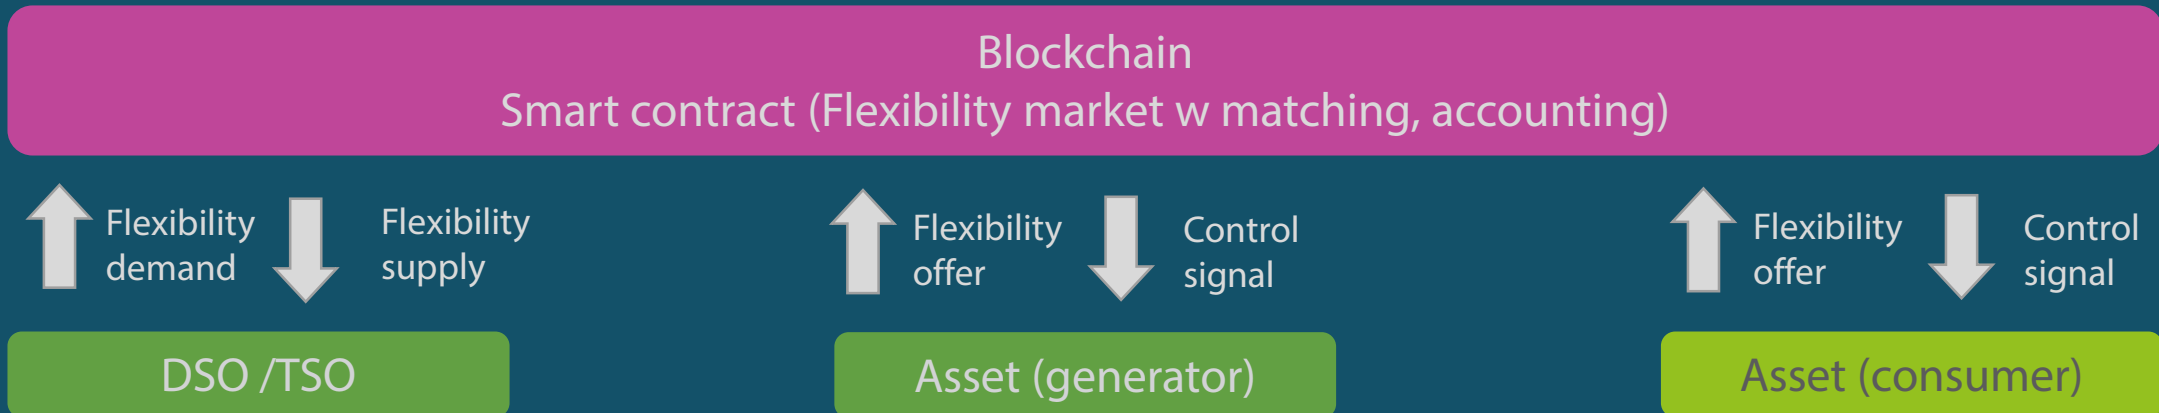 Blockchain
Smart contract (Flexibility market w matching, accounting)
Flexibility
demand
Flexibility
supply
Flexibility
offer
Control
signal
Flexibility
offer
Control
signal
DSO /TSO
Asset (generator)
Asset (consumer)